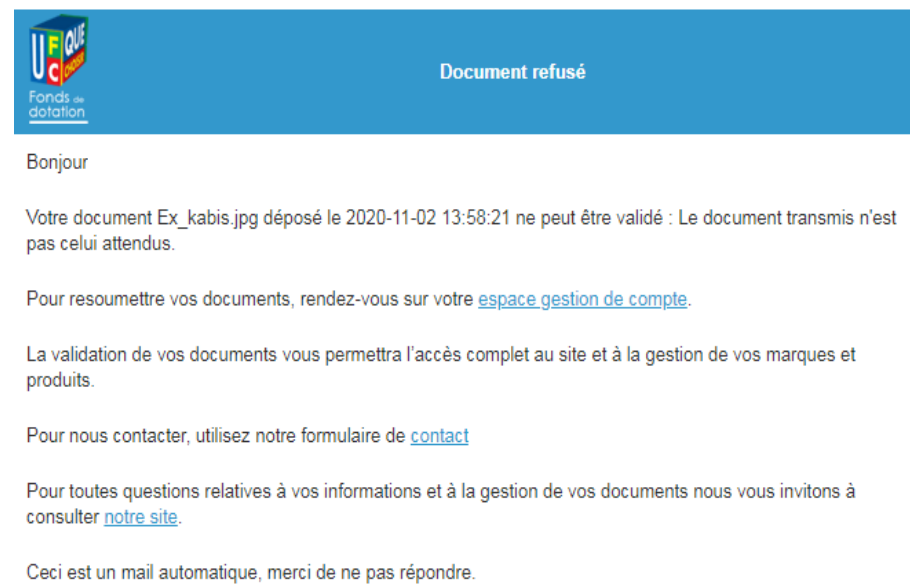 UFC QUE CHOISIR
Fonds de
dotation
Document refusé
Bonjour
Votre document Ex_kabis.jpg déposé le 2020-11-02 13:58:21 ne peut être validé : Le document transmis n'est
pas celui attendus.
Pour resoumettre vos documents, rendez-vous sur votre espace gestion de compte.
La validation de vos documents vous permettra l'accès complet au site et à la gestion de vos marques et
produits.
Pour nous contacter, utilisez notre formulaire de contact
Pour toutes questions relatives à vos informations et à la gestion de vos documents nous vous invitons à
consulter notre site.
Ceci est un mail automatique, merci de ne pas répondre.